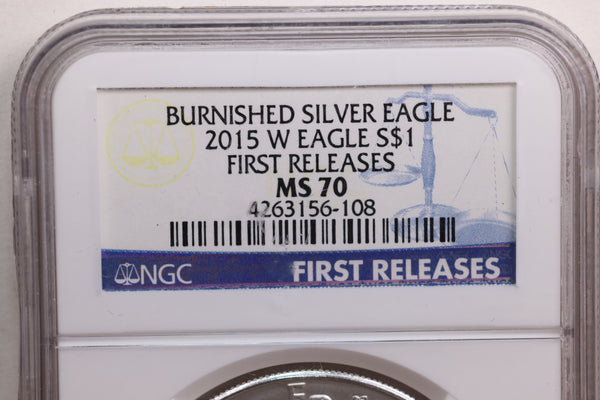 BURNISHED SILVER EAGLE
2015 W EAGLE S$1
FIRST RELEASES
MS 70
4263156-108
NGC FIRST RELEASES